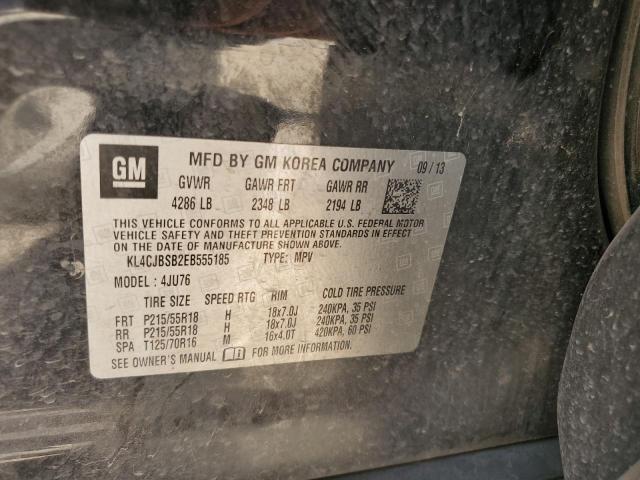 GM
MFD BY GM KOREA COMPANY 09/13
GVWR GAWR FRT GAWR RR
4286 LB 2348 LB 2194 LB
THIS VEHICLE CONFORMS TO ALL APPLICABLE U.S. FEDERAL MOTOR
VEHICLE SAFETY AND THEFT PREVENTION STANDARDS IN EFFECT
ON THE DATE OF MANUFACTURE SHOWN ABOVE.
KL4CJBSB2EB555185 TYPE: MPV
MODEL: 4JU76
TIRE SIZE SPEED RTG RIM COLD TIRE PRESSURE
FRT P215/55R18 H 18x7.0J 240KPA, 35 PSI
RR P215/55R18 H 18x7.0J 240KPA, 35 PSI
SPA T125/70R16 M 16x4.0T 420KPA, 60 PSI
SEE OWNER'S MANUAL FOR MORE INFORMATION.